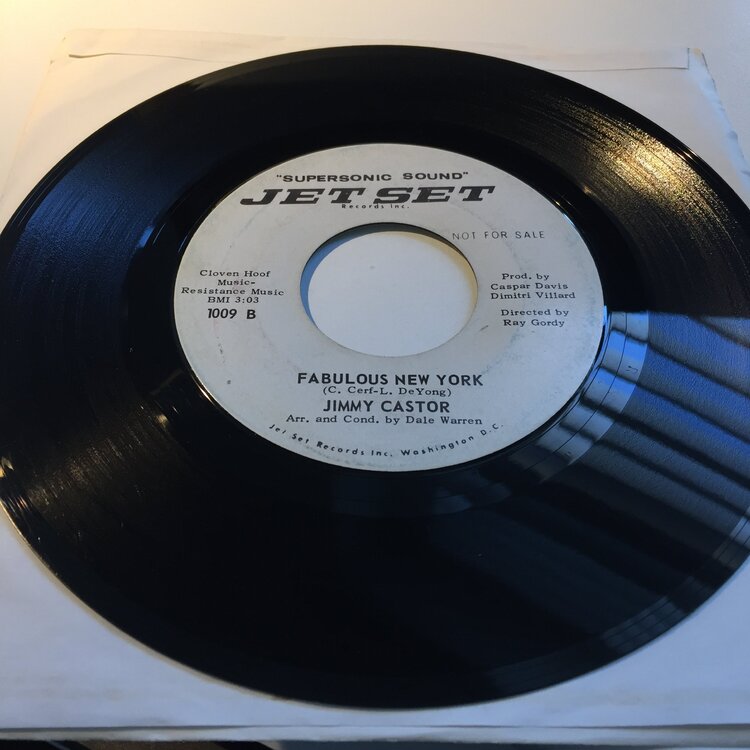 "SUPERSONIC SOUND"
JET SET
Records Inc.
NOT FOR SALE
Cloven Hoof
Music-
Resistance Music
BMI 3:03
1009 B
Prod. by
Caspar Davis
Dimitri Villard
Directed by
Ray Gordy
FABULOUS NEW YORK
(C. Cerf-L. DeYong)
JIMMY CASTOR
Arr. and Cond. by Dale Warren
Jet Set Records Inc. Washington D.C.